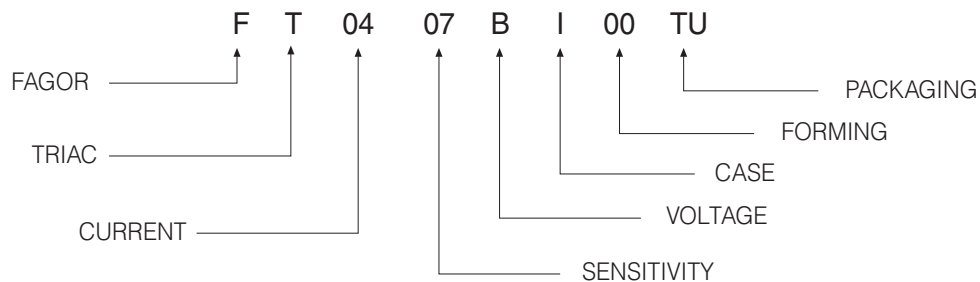 F T 04 07 B I 00 TU
FAGOR
PACKAGING
FORMING
TRIAC
CASE
VOLTAGE
CURRENT
SENSITIVITY